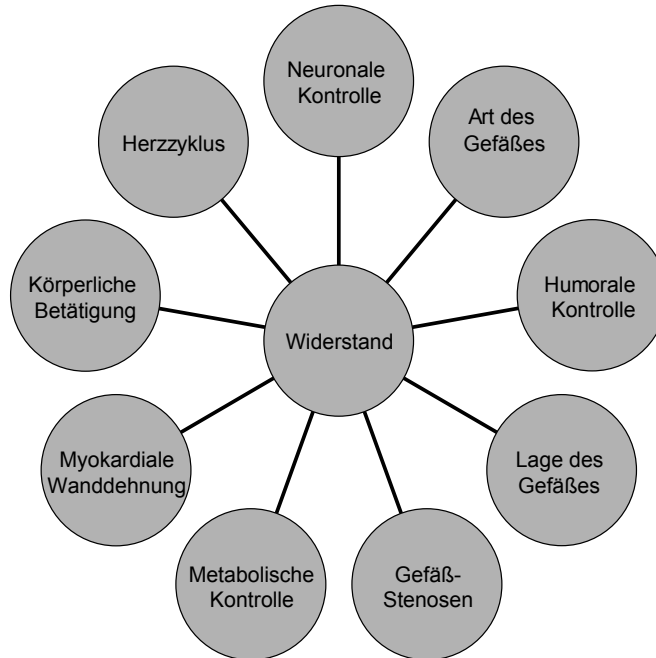 Neuronale
Kontrolle
Art des
Gefäßes
Herzzyklus
Humorale
Kontrolle
Körperliche
Betätigung
Widerstand
Lage des
Gefäßes
Myokardiale
Wanddehnung
Metabolische
Kontrolle
Gefäß-
Stenosen